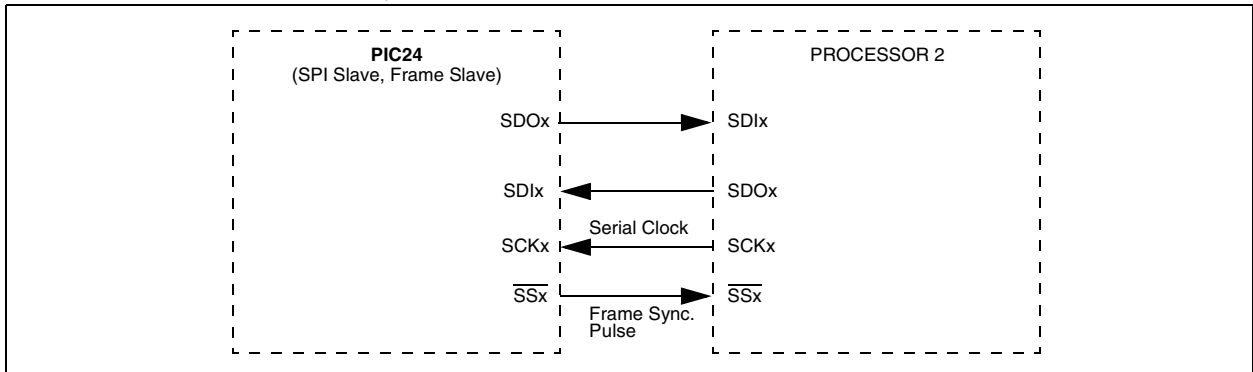 PIC24
(SPI Slave, Frame Slave)
PROCESSOR 2
SDOx
SDIx
SDIx
SDOx
Serial Clock
SCKx
SCKx
SSx
SSx
Frame Sync.
Pulse